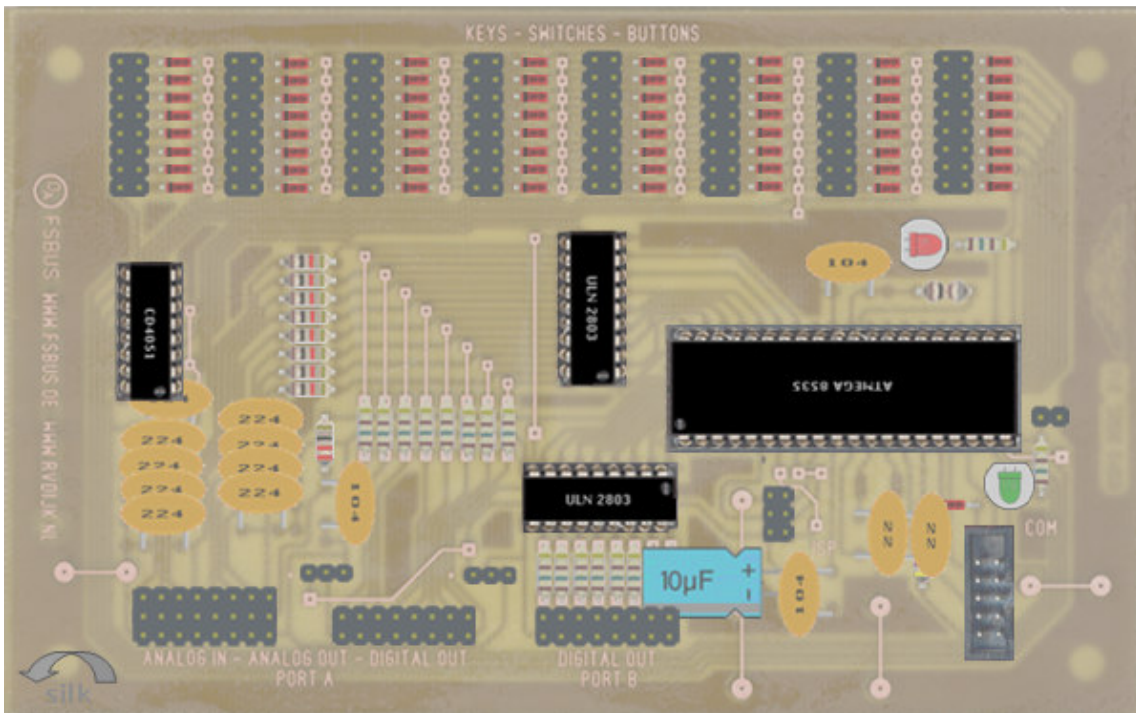 KEYS - SWITCHES - BUTTONS
FSBUS WWW.FSBUS.DE WWW.RVDIJK.NL
CD4051
ULN 2803
104
ATMEGA 8535
224
224
224
224
224
224
224
224
104
ULN 2803
10µF
+
-
104
NN
NN
ISP
COM
ANALOG IN - ANALOG OUT - DIGITAL OUT
PORT A
DIGITAL OUT
PORT B
silk